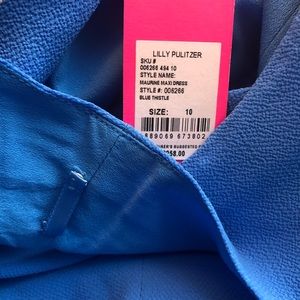 LILLY PULITZER
SKU #
006266 494 10
STYLE NAME:
MAURINE MAXI DRESS
STYLE #: 006266
BLUE THISTLE
SIZE: 10
889069 673802
SUGGESTED